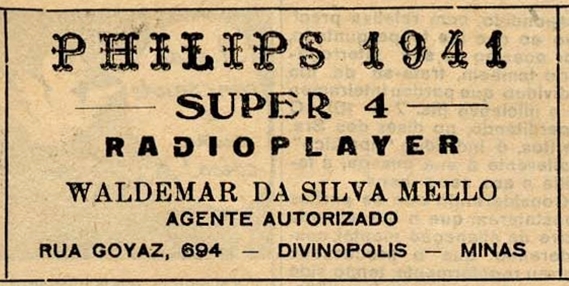 PHILIPS 1941
— SUPER 4 —
RADIOPLAYER
WALDEMAR DA SILVA MELLO
AGENTE AUTORIZADO
RUA GOYAZ, 694 — DIVINOPOLIS — MINAS